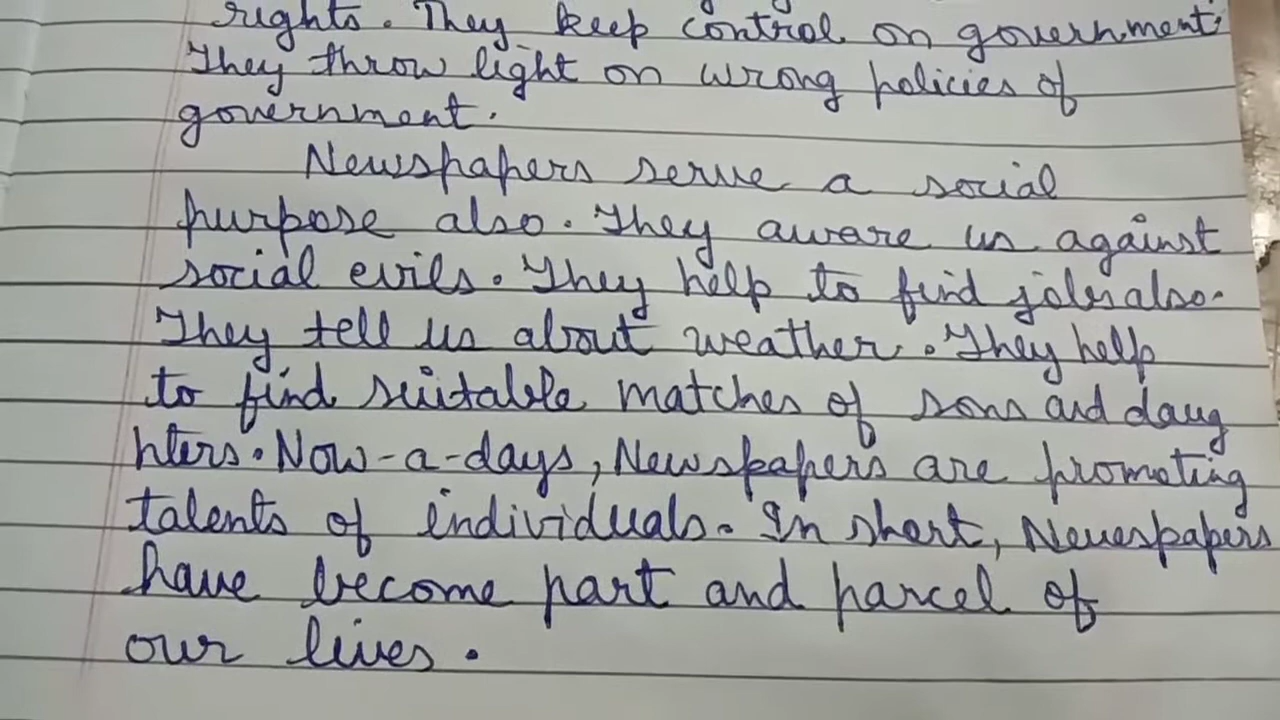 rights. They keep control on government.
They throw light on wrong policies of
government.
Newspapers serve a social
purpose also. They aware us against
social evils. They help to find jobs also.
They tell us about weather. They help
to find suitable matches of sons and daug
hters. Now-a-days, Newspapers are promoting
talents of individuals. In short, Newspapers
have become part and parcel of
our lives.